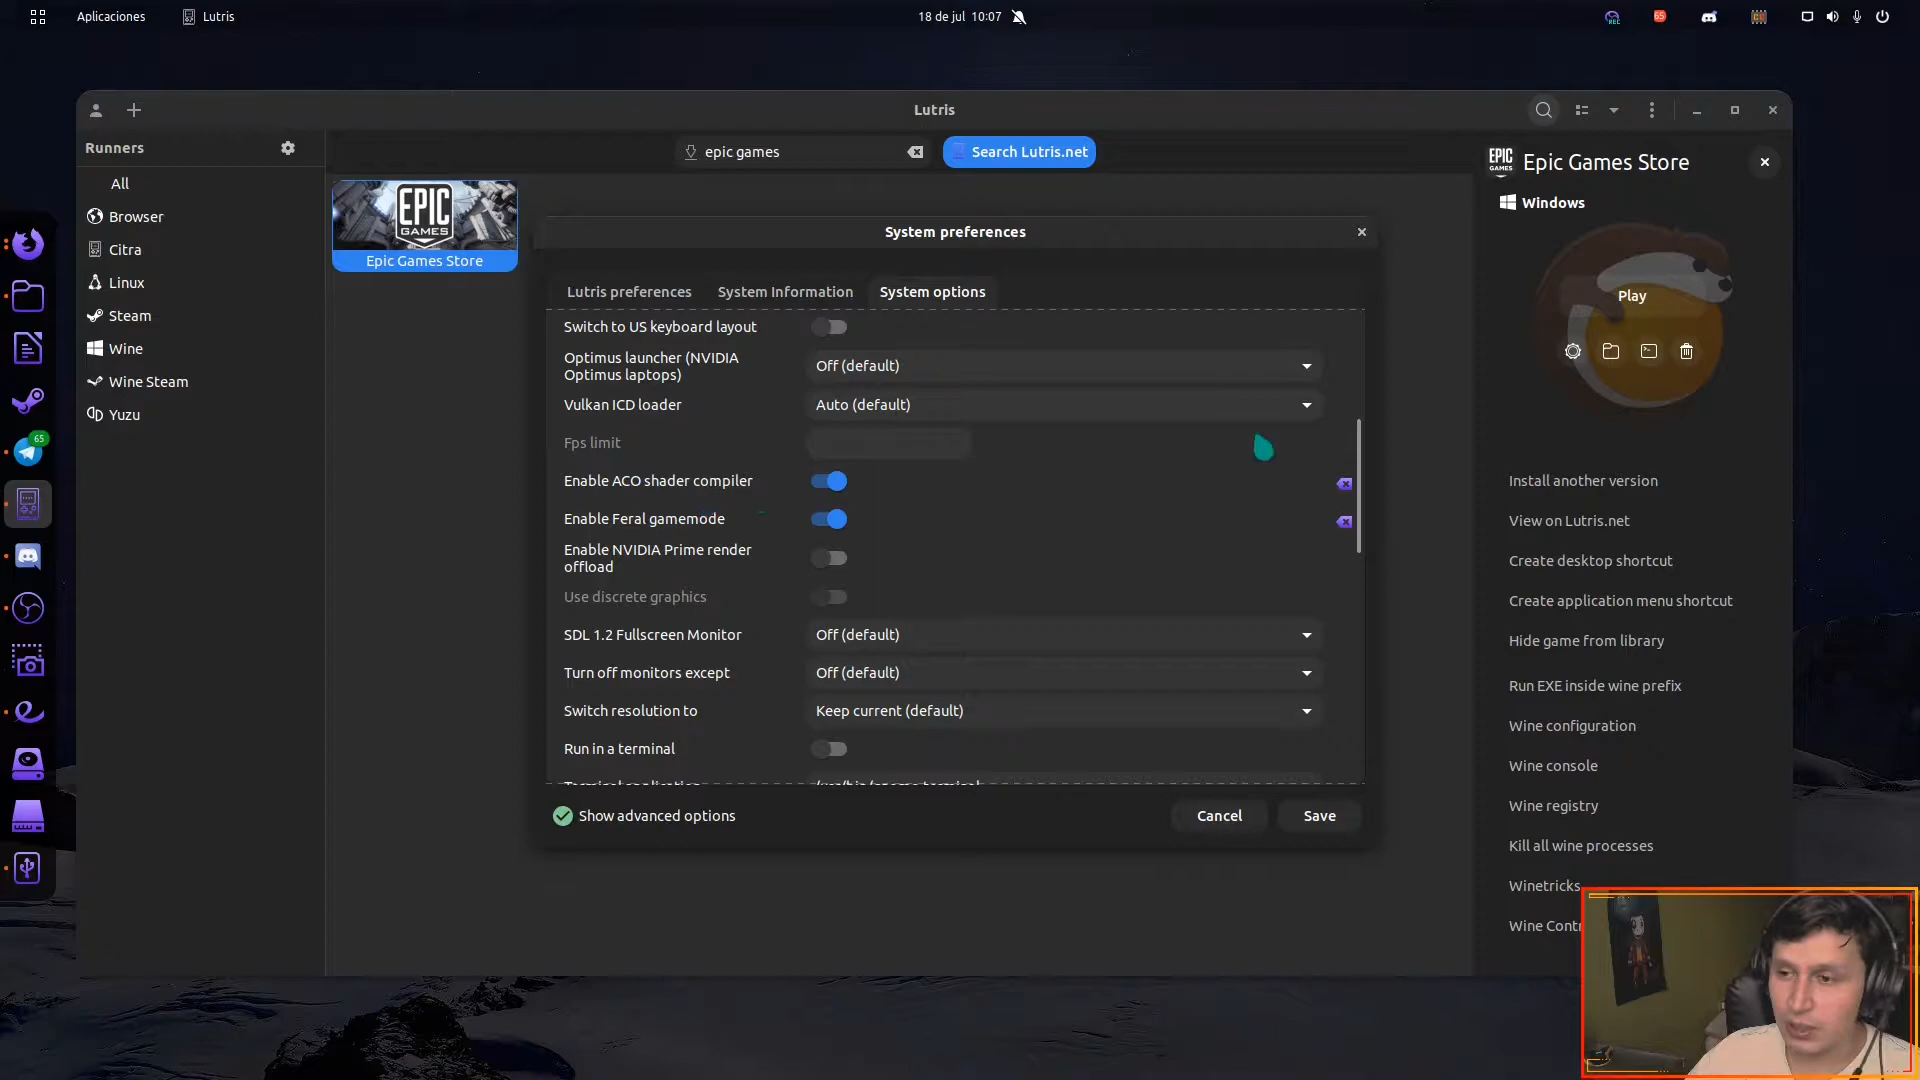 Aplicaciones
Lutris
18 de jul 10:07
REC
65
Lutris
Runners
epic games
Search Lutris.net
EPIC GAMES
Epic Games Store
All
Windows
Browser
EPIC
GAMES
Epic Games Store
System preferences
Citra
Linux
Lutris preferences
System Information
System options
Play
Steam
Switch to US keyboard layout
Wine
Optimus launcher (NVIDIA
Optimus laptops)
Off (default)
Wine Steam
Vulkan ICD loader
Auto (default)
Yuzu
Fps limit
65
Enable ACO shader compiler
Install another version
Enable Feral gamemode
View on Lutris.net
Enable NVIDIA Prime render
offload
Create desktop shortcut
Use discrete graphics
Create application menu shortcut
SDL 1.2 Fullscreen Monitor
Off (default)
Hide game from library
Turn off monitors except
Off (default)
Run EXE inside wine prefix
Switch resolution to
Keep current (default)
Wine configuration
Run in a terminal
Wine console
Show advanced options
Cancel
Save
Wine registry
Kill all wine processes
Winetricks
Wine